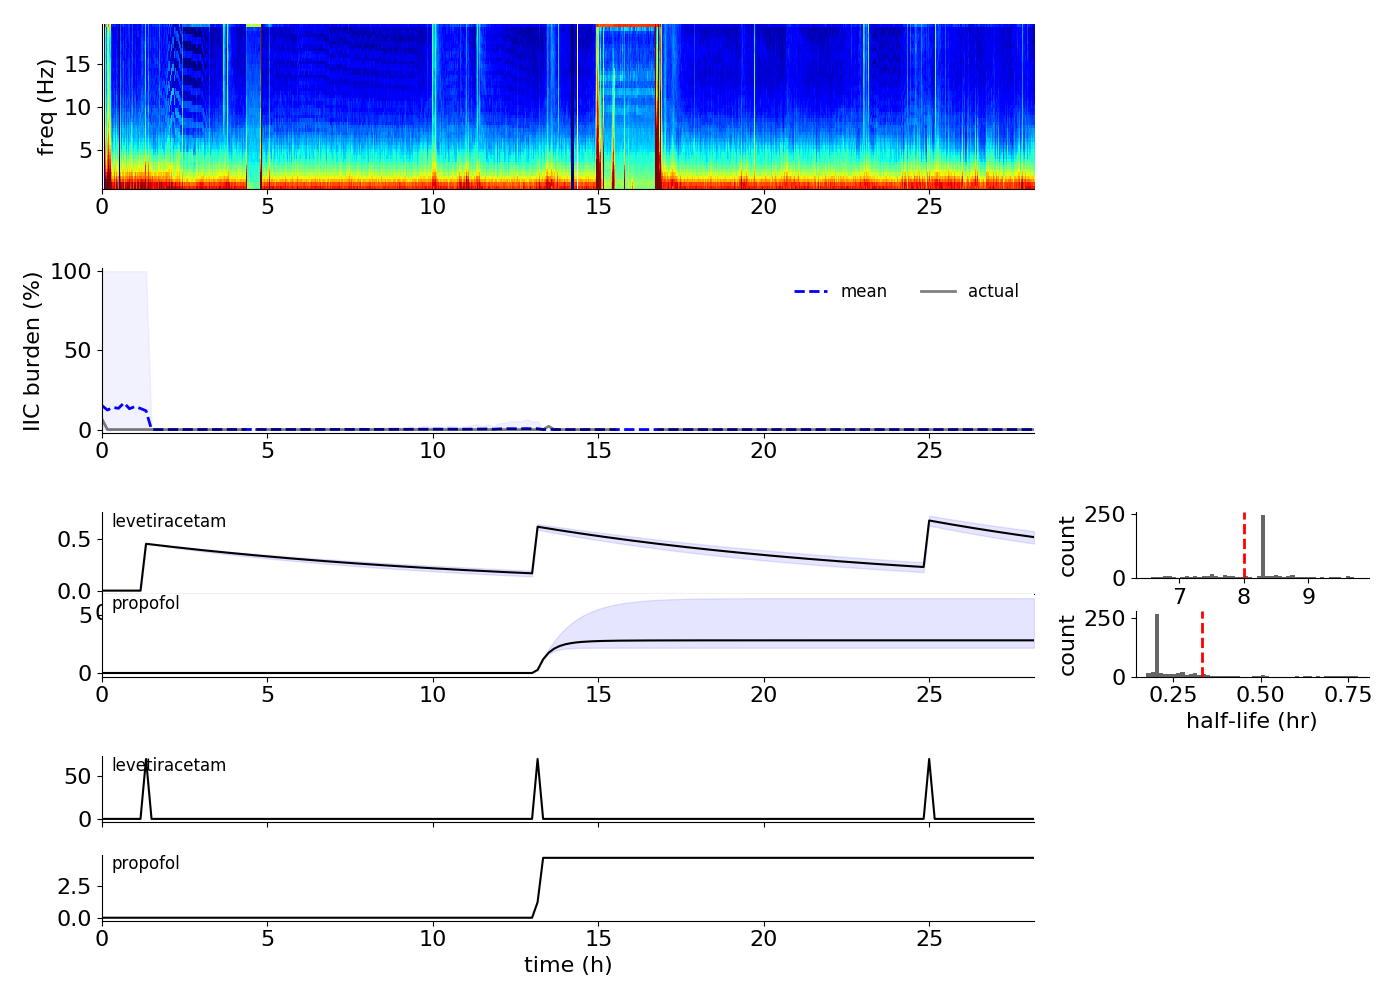 freq (Hz)
15
10
5
0 5 10 15 20 25
IIC burden (%)
100
50
0
mean actual
0 5 10 15 20 25
levetiracetam
0.5
0.0
count
250
0
7 8 9
propofol
5
0
0 5 10 15 20 25
count
250
0
0.25 0.50 0.75
half-life (hr)
levetiracetam
50
0
propofol
2.5
0.0
0 5 10 15 20 25
time (h)